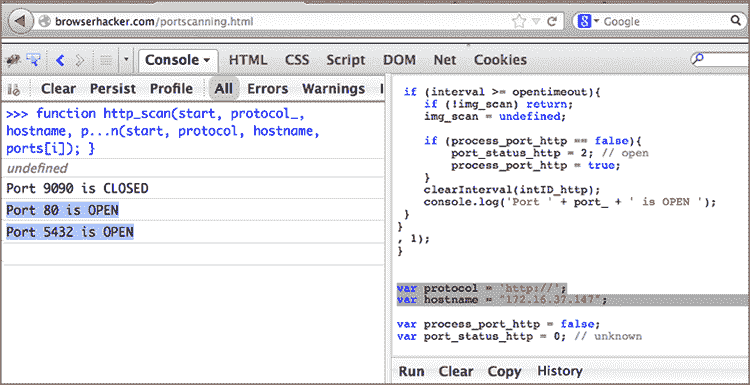 browserhacker.com/portscanning.html
Google
Console
HTML
CSS
Script
DOM
Net
Cookies
Clear
Persist
Profile
All
Errors
Warnings
>>> function http_scan(start, protocol_,
hostname, p...n(start, protocol, hostname,
ports[i]); }
undefined
Port 9090 is CLOSED
Port 80 is OPEN
Port 5432 is OPEN
if (interval >= opentimeout){
if (!img_scan) return;
img_scan = undefined;
if (process_port_http == false){
port_status_http = 2; // open
process_port_http = true;
}
clearInterval(intID_http);
console.log('Port ' + port_ + ' is OPEN ');
}
}
, 1);
}
var protocol = 'http://';
var hostname = "172.16.37.147";
var process_port_http = false;
var port_status_http = 0; // unknown
Run Clear Copy History